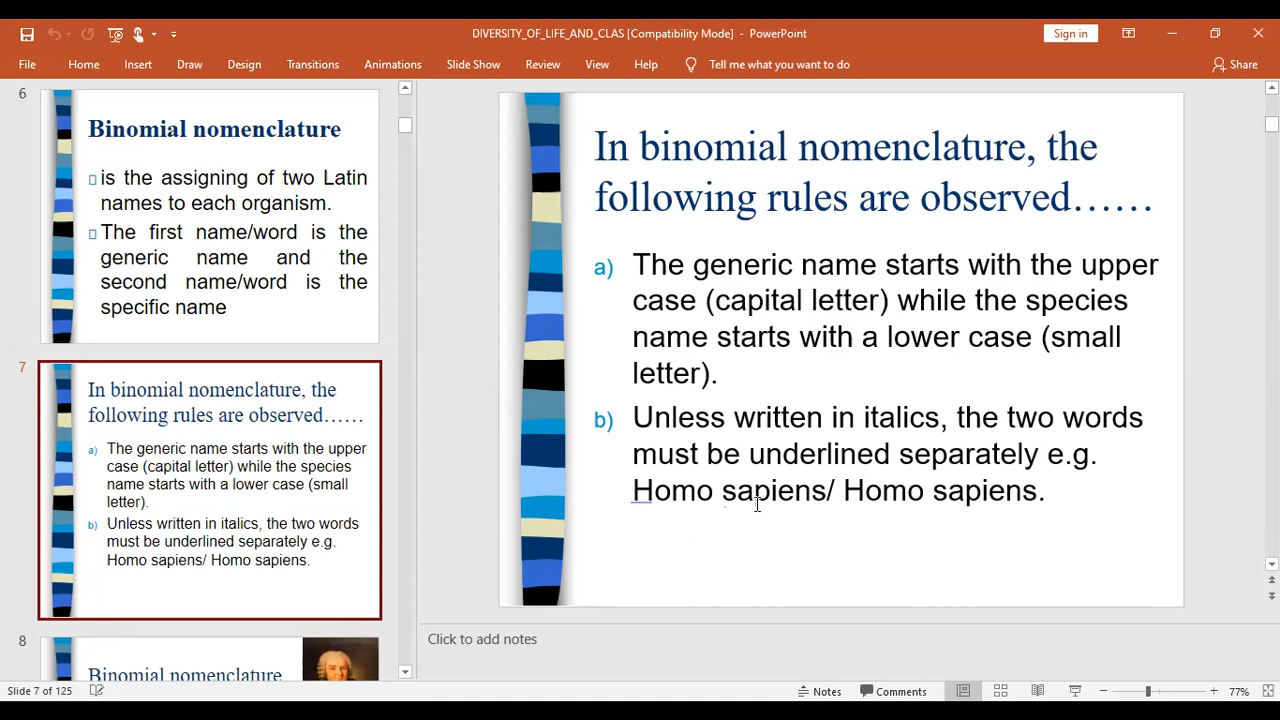 DIVERSITY_OF_LIFE_AND_CLAS [Compatibility Mode] - PowerPoint
Sign in
File Home Insert Draw Design Transitions Animations Slide Show Review View Help Tell me what you want to do Share
6
Binomial nomenclature
is the assigning of two Latin
names to each organism.
The first name/word is the
generic name and the
second name/word is the
specific name
7
In binomial nomenclature, the
following rules are observed……
a) The generic name starts with the upper
case (capital letter) while the species
name starts with a lower case (small
letter).
b) Unless written in italics, the two words
must be underlined separately e.g.
Homo sapiens/ Homo sapiens.
8
Binomial nomenclature
In binomial nomenclature, the
following rules are observed……
a) The generic name starts with the upper
case (capital letter) while the species
name starts with a lower case (small
letter).
b) Unless written in italics, the two words
must be underlined separately e.g.
Homo sapiens/ Homo sapiens.
Click to add notes
Slide 7 of 125
Notes
Comments
77%